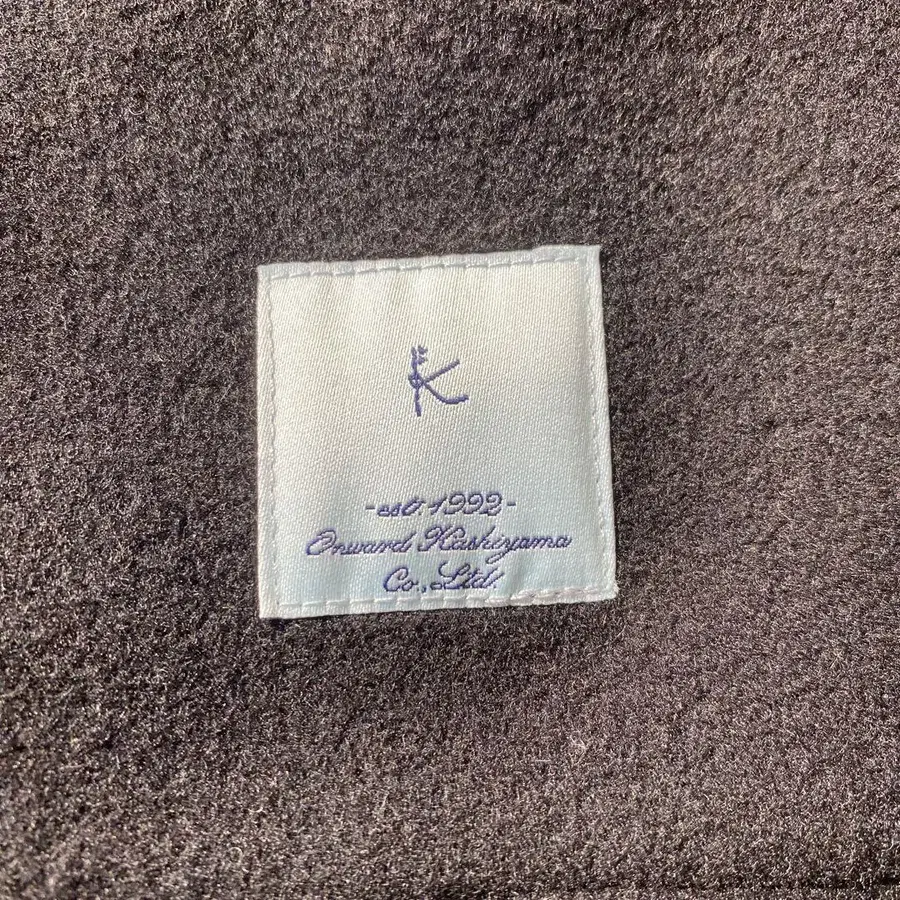 K
-est.1992-
Onward Kashiyama
Co.,Ltd